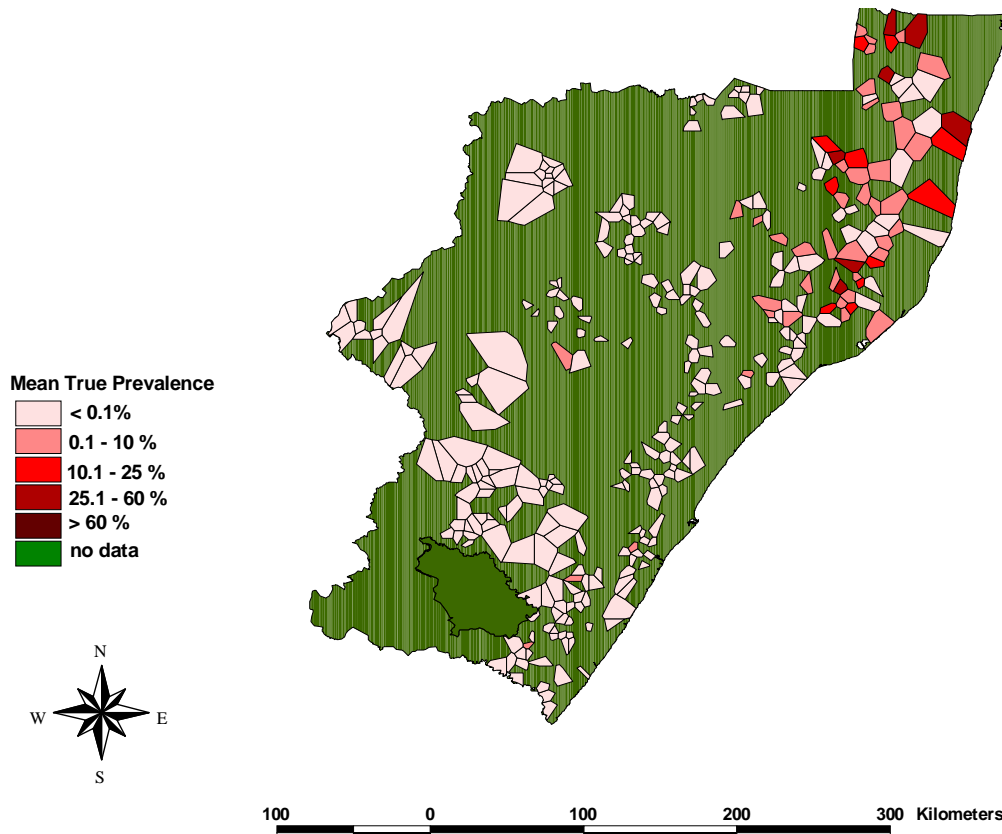 Mean True Prevalence
< 0.1%
0.1 - 10 %
10.1 - 25 %
25.1 - 60 %
> 60 %
no data
N
W E
S
100 0 100 200 300 Kilometers